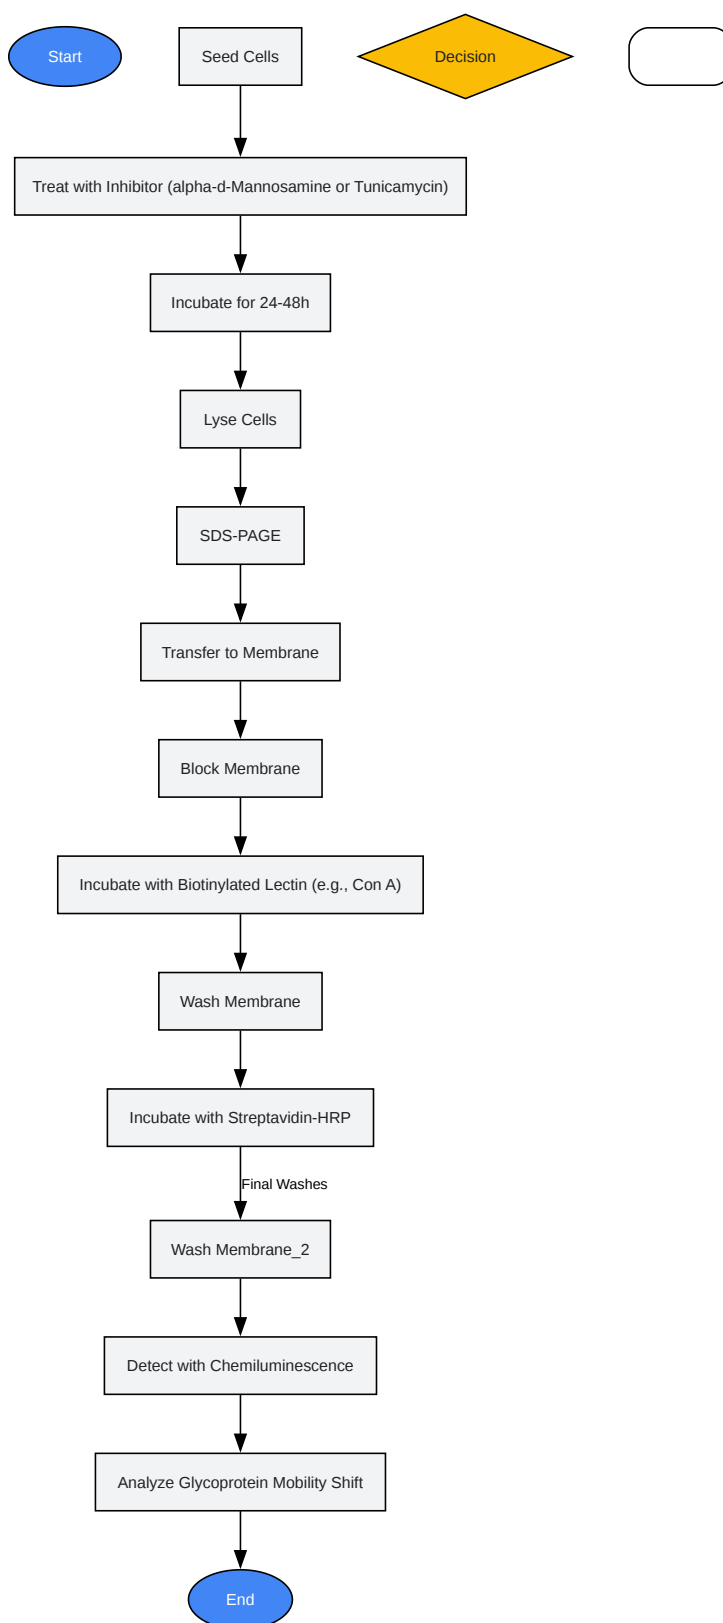 Start
Seed Cells
Decision
Treat with Inhibitor (alpha-d-Mannosamine or Tunicamycin)
Incubate for 24-48h
Lyse Cells
SDS-PAGE
Transfer to Membrane
Block Membrane
Incubate with Biotinylated Lectin (e.g., Con A)
Wash Membrane
Incubate with Streptavidin-HRP
Final Washes
Wash Membrane_2
Detect with Chemiluminescence
Analyze Glycoprotein Mobility Shift
End